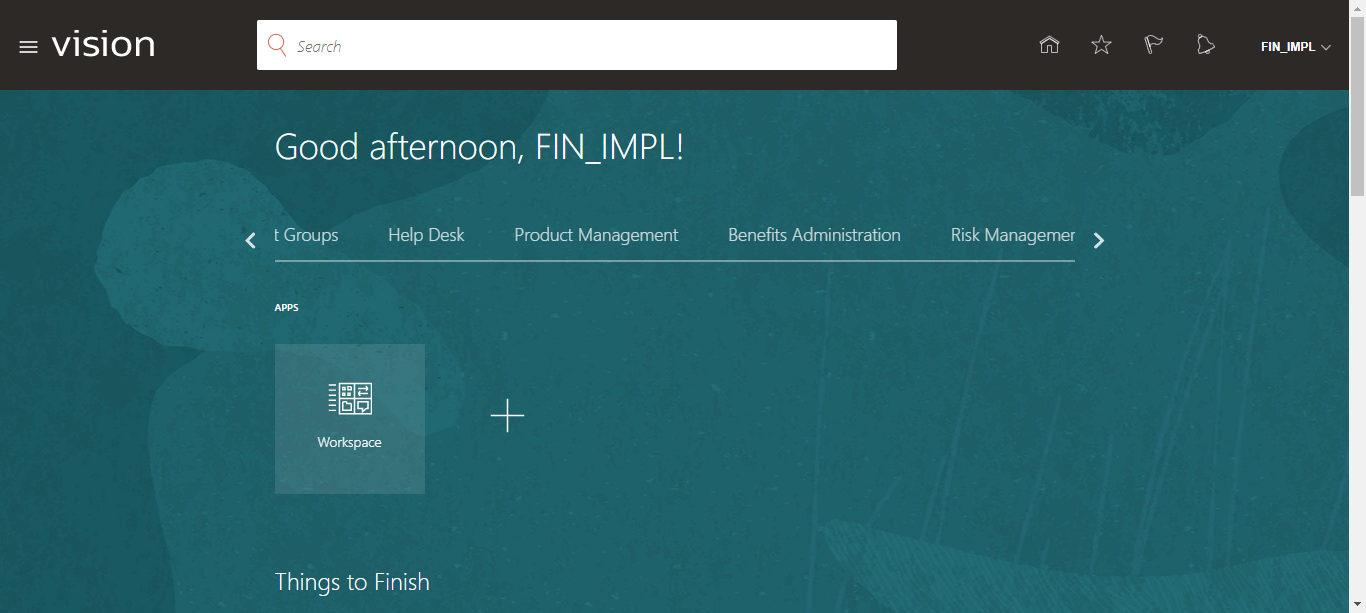 vision
Search
FIN_IMPL
Good afternoon, FIN_IMPL!
t Groups Help Desk Product Management Benefits Administration Risk Managemer
APPS
Workspace
Things to Finish